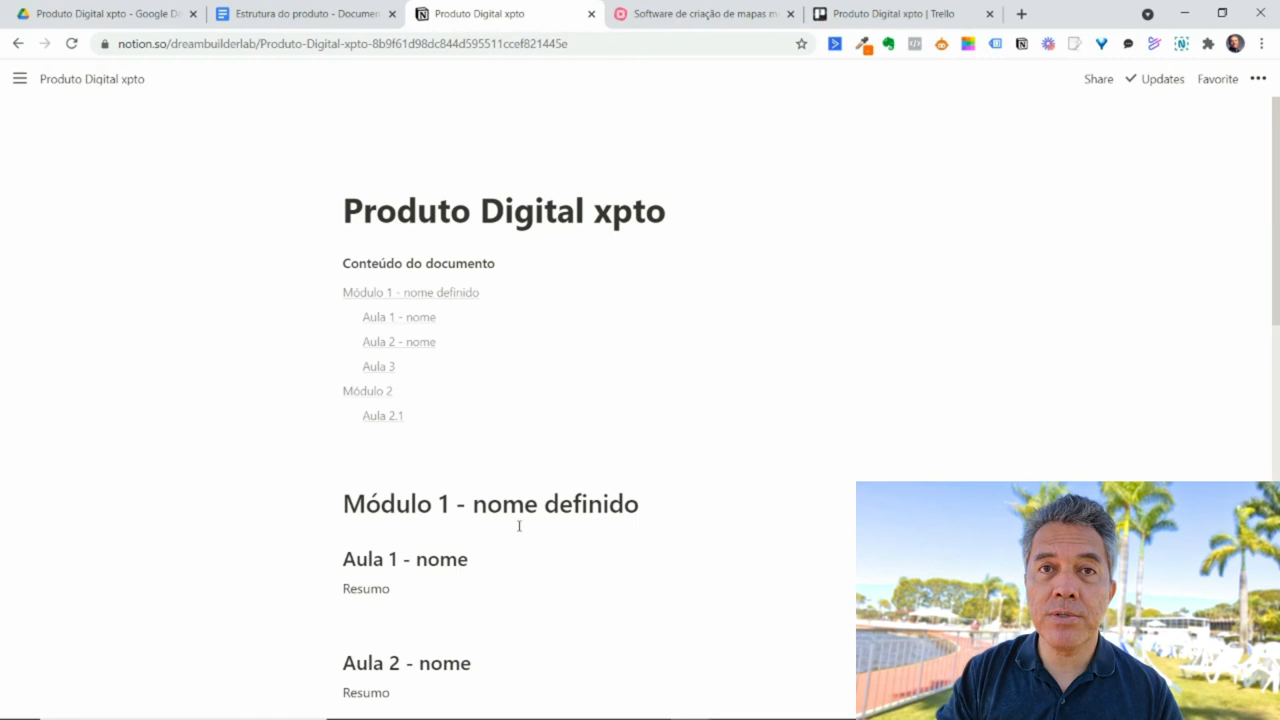 Produto Digital xpto - Google D
Estrutura do produto - Documen
Produto Digital xpto
Software de criação de mapas m
Produto Digital xpto | Trello
notion.so/dreambuilderlab/Produto-Digital-xpto-8b9f61d98dc844d595511ccef821445e
Produto Digital xpto
Share
Updates
Favorite
Produto Digital xpto
Conteúdo do documento
Módulo 1 - nome definido
Aula 1 - nome
Aula 2 - nome
Aula 3
Módulo 2
Aula 2.1
Módulo 1 - nome definido
Aula 1 - nome
Resumo
Aula 2 - nome
Resumo